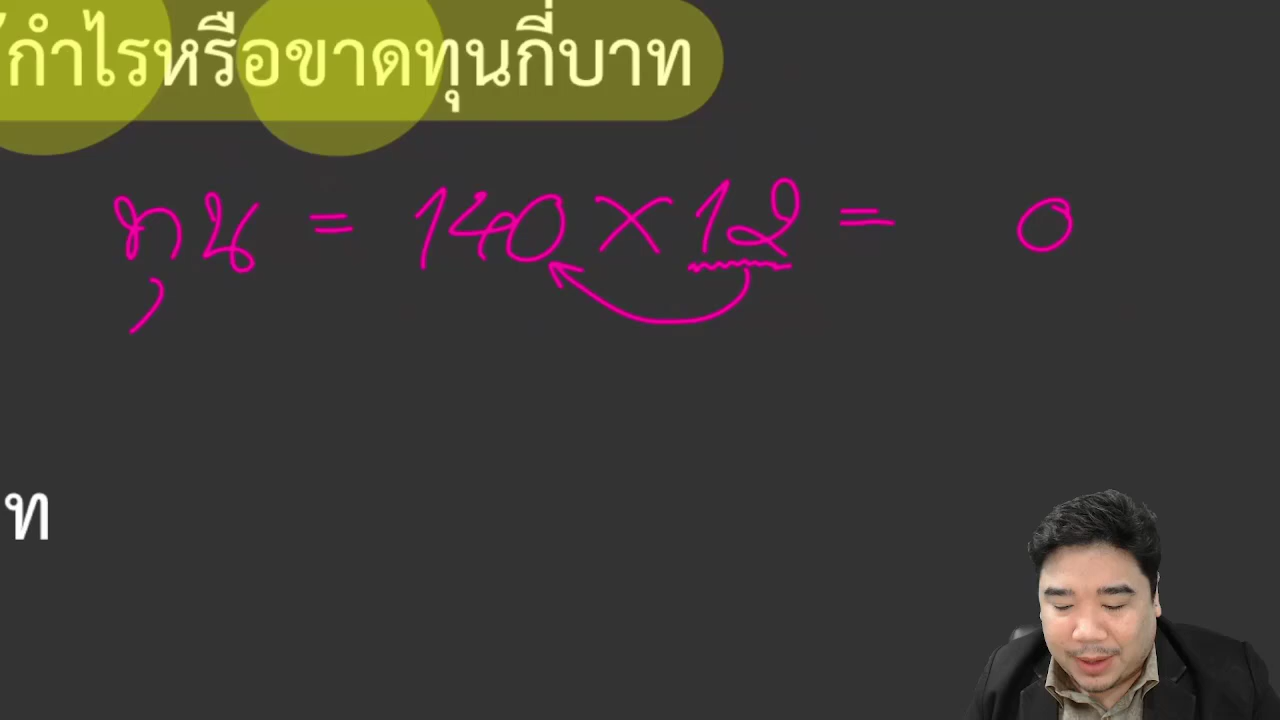 กำไรหรือขาดทุนกี่บาท
ทุน = 140 × 12 = 0
ท